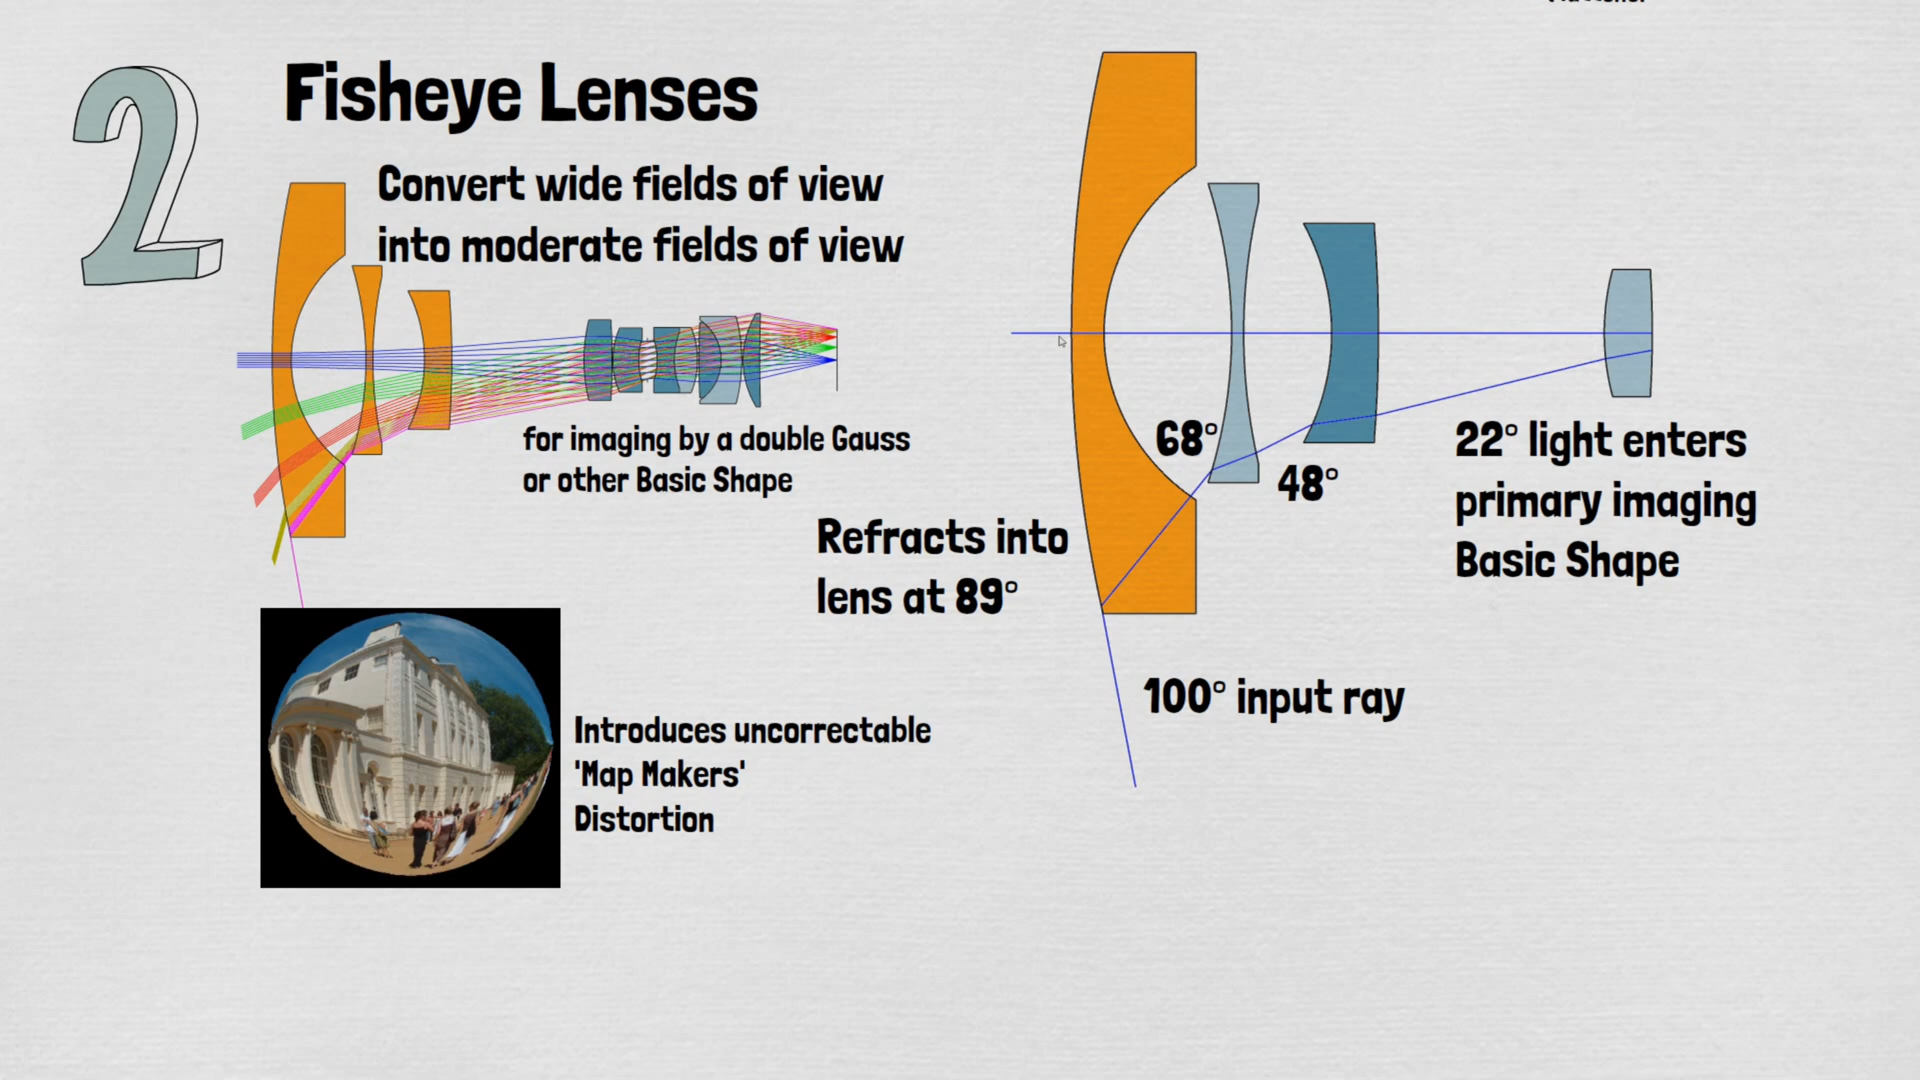 2
Fisheye Lenses
Convert wide fields of view
into moderate fields of view
for imaging by a double Gauss
or other Basic Shape
Introduces uncorrectable
'Map Makers'
Distortion
Refracts into
lens at 89°
68°
48°
22° light enters
primary imaging
Basic Shape
100° input ray